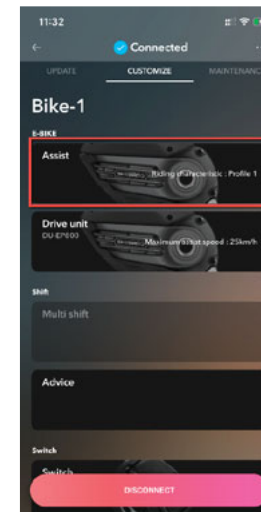 11:32
Connected
UPDATE CUSTOMIZE MAINTENANC
Bike-1
E-BIKE
Assist
Riding characteristic : Profile 1
Drive unit
DU-EP800
Maximum assist speed : 25km/h
Shift
Multi shift
Advice
Switch
Switch
DISCONNECT